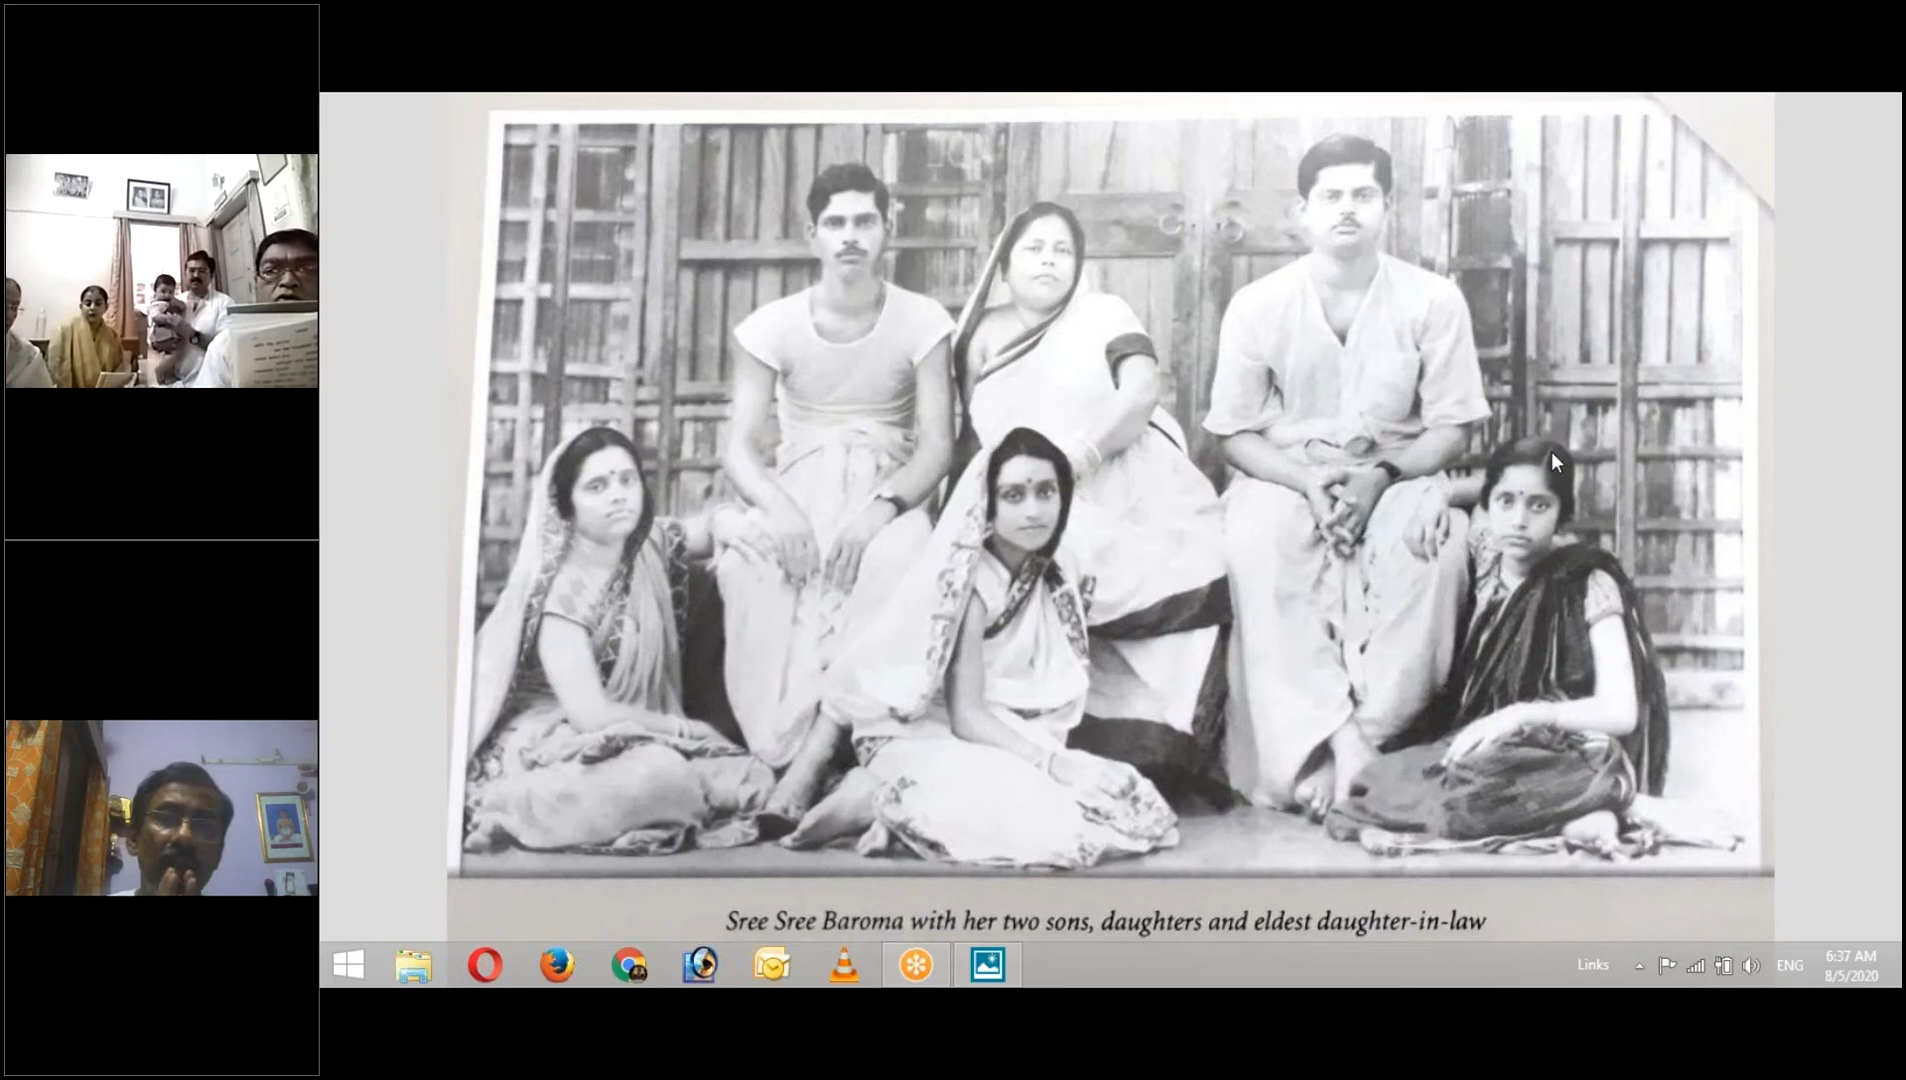 Sree Sree Baroma with her two sons, daughters and eldest daughter-in-law
Links
ENG
6:37 AM
8/5/2020